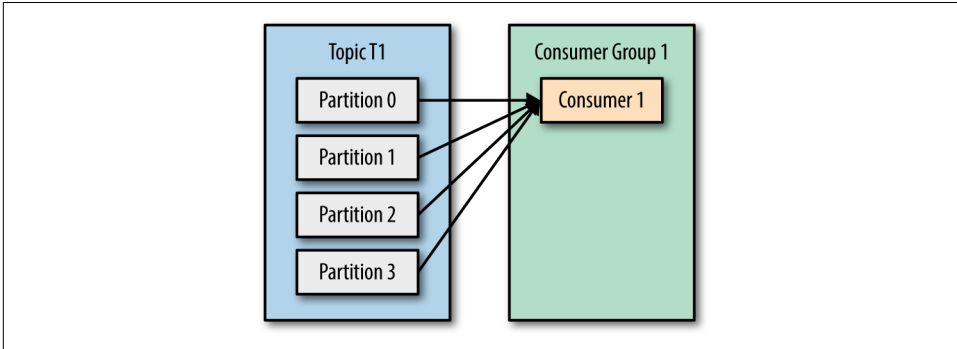 Topic T1
Partition 0
Partition 1
Partition 2
Partition 3
Consumer Group 1
Consumer 1